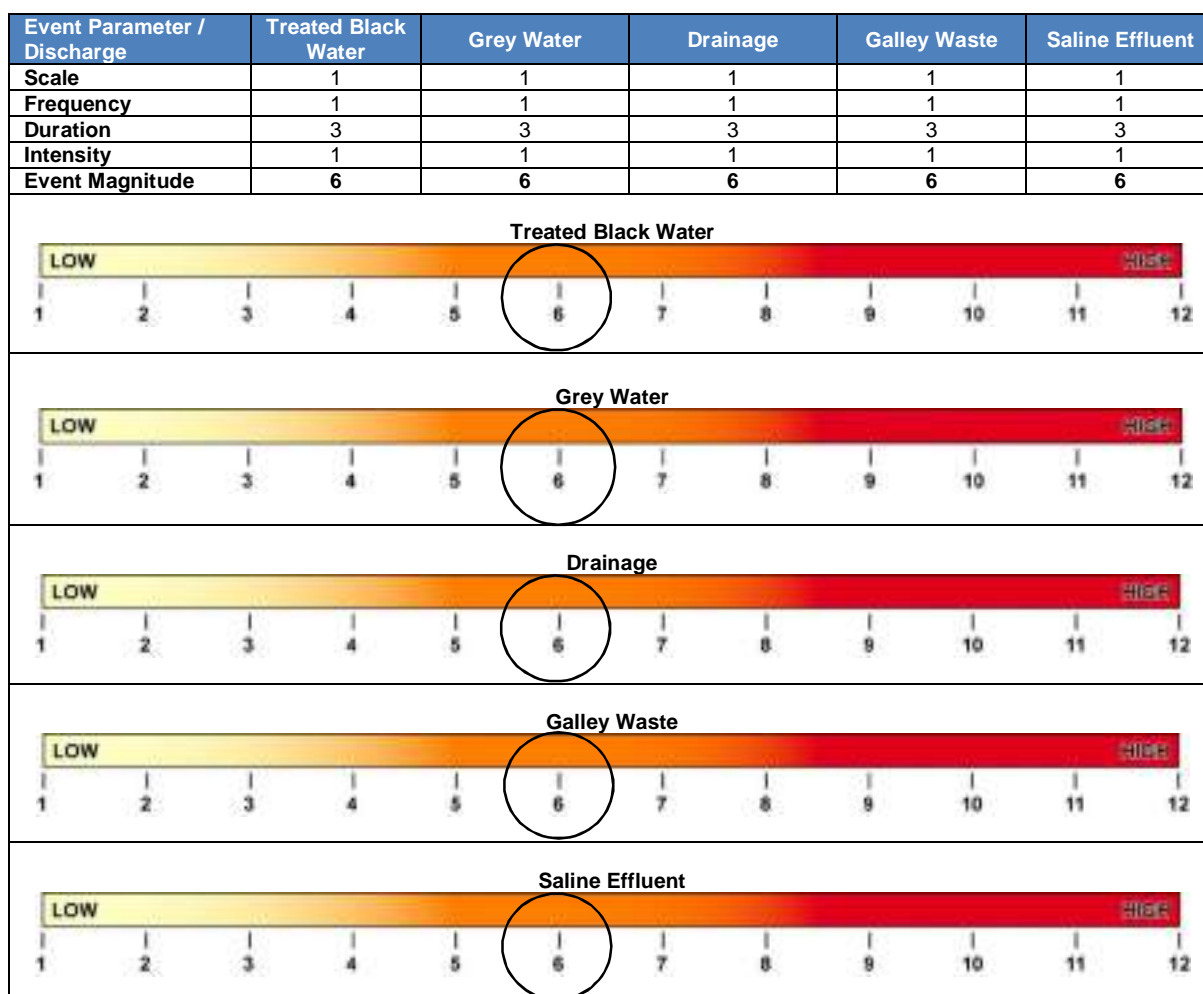 Event Parameter / Discharge Treated Black Water Grey Water Drainage Galley Waste Saline Effluent
Scale 1 1 1 1 1
Frequency 1 1 1 1 1
Duration 3 3 3 3 3
Intensity 1 1 1 1 1
Event Magnitude 6 6 6 6 6
Treated Black Water
LOW HIGH
1 2 3 4 5 6 7 8 9 10 11 12
Grey Water
LOW HIGH
1 2 3 4 5 6 7 8 9 10 11 12
Drainage
LOW HIGH
1 2 3 4 5 6 7 8 9 10 11 12
Galley Waste
LOW HIGH
1 2 3 4 5 6 7 8 9 10 11 12
Saline Effluent
LOW HIGH
1 2 3 4 5 6 7 8 9 10 11 12